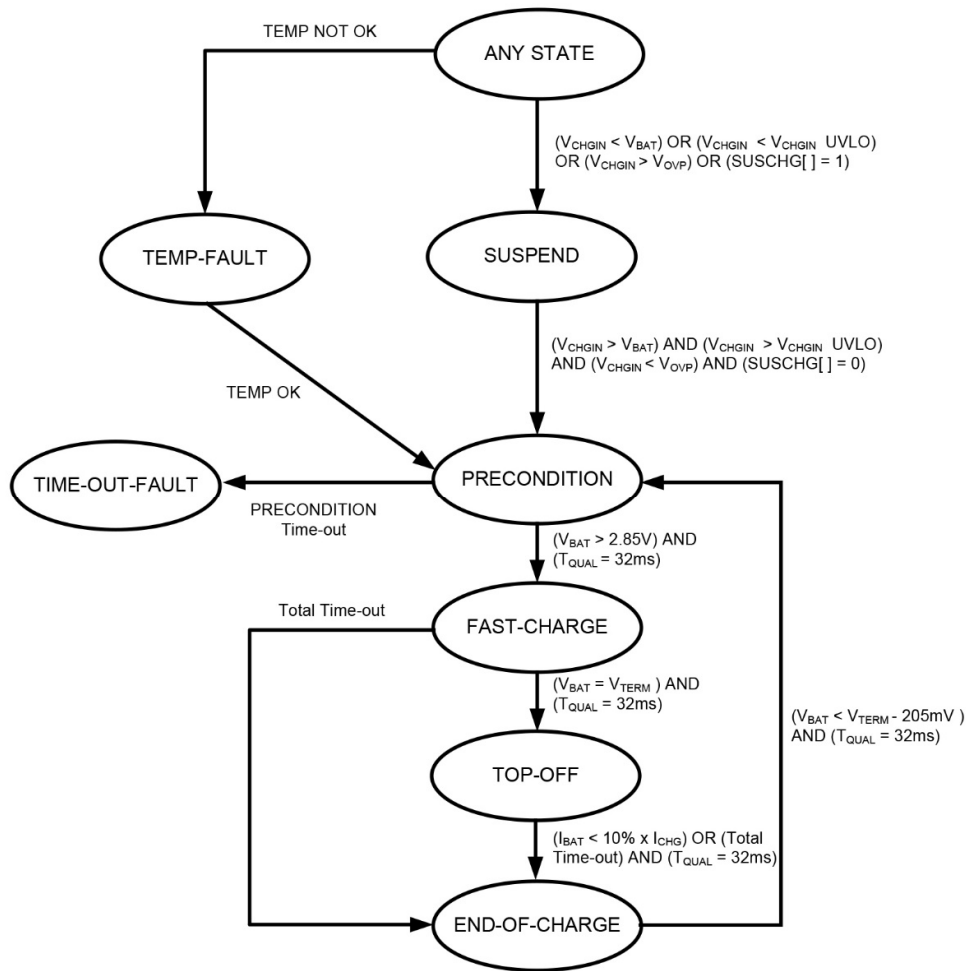 TEMP NOT OK
ANY STATE
(VCHGIN < VBAT) OR (VCHGIN < VCHGIN UVLO)
OR (VCHGIN > VOVP) OR (SUSCHG[ ] = 1)
TEMP-FAULT
SUSPEND
(VCHGIN > VBAT) AND (VCHGIN > VCHGIN UVLO)
AND (VCHGIN < VOVP) AND (SUSCHG[ ] = 0)
TEMP OK
TIME-OUT-FAULT
PRECONDITION
PRECONDITION
Time-out
(VBAT > 2.85V) AND
(TQUAL = 32ms)
Total Time-out
FAST-CHARGE
(VBAT = VTERM ) AND
(TQUAL = 32ms)
(VBAT < VTERM - 205mV )
AND (TQUAL = 32ms)
TOP-OFF
(IBAT < 10% x ICHG) OR (Total
Time-out) AND (TQUAL = 32ms)
END-OF-CHARGE